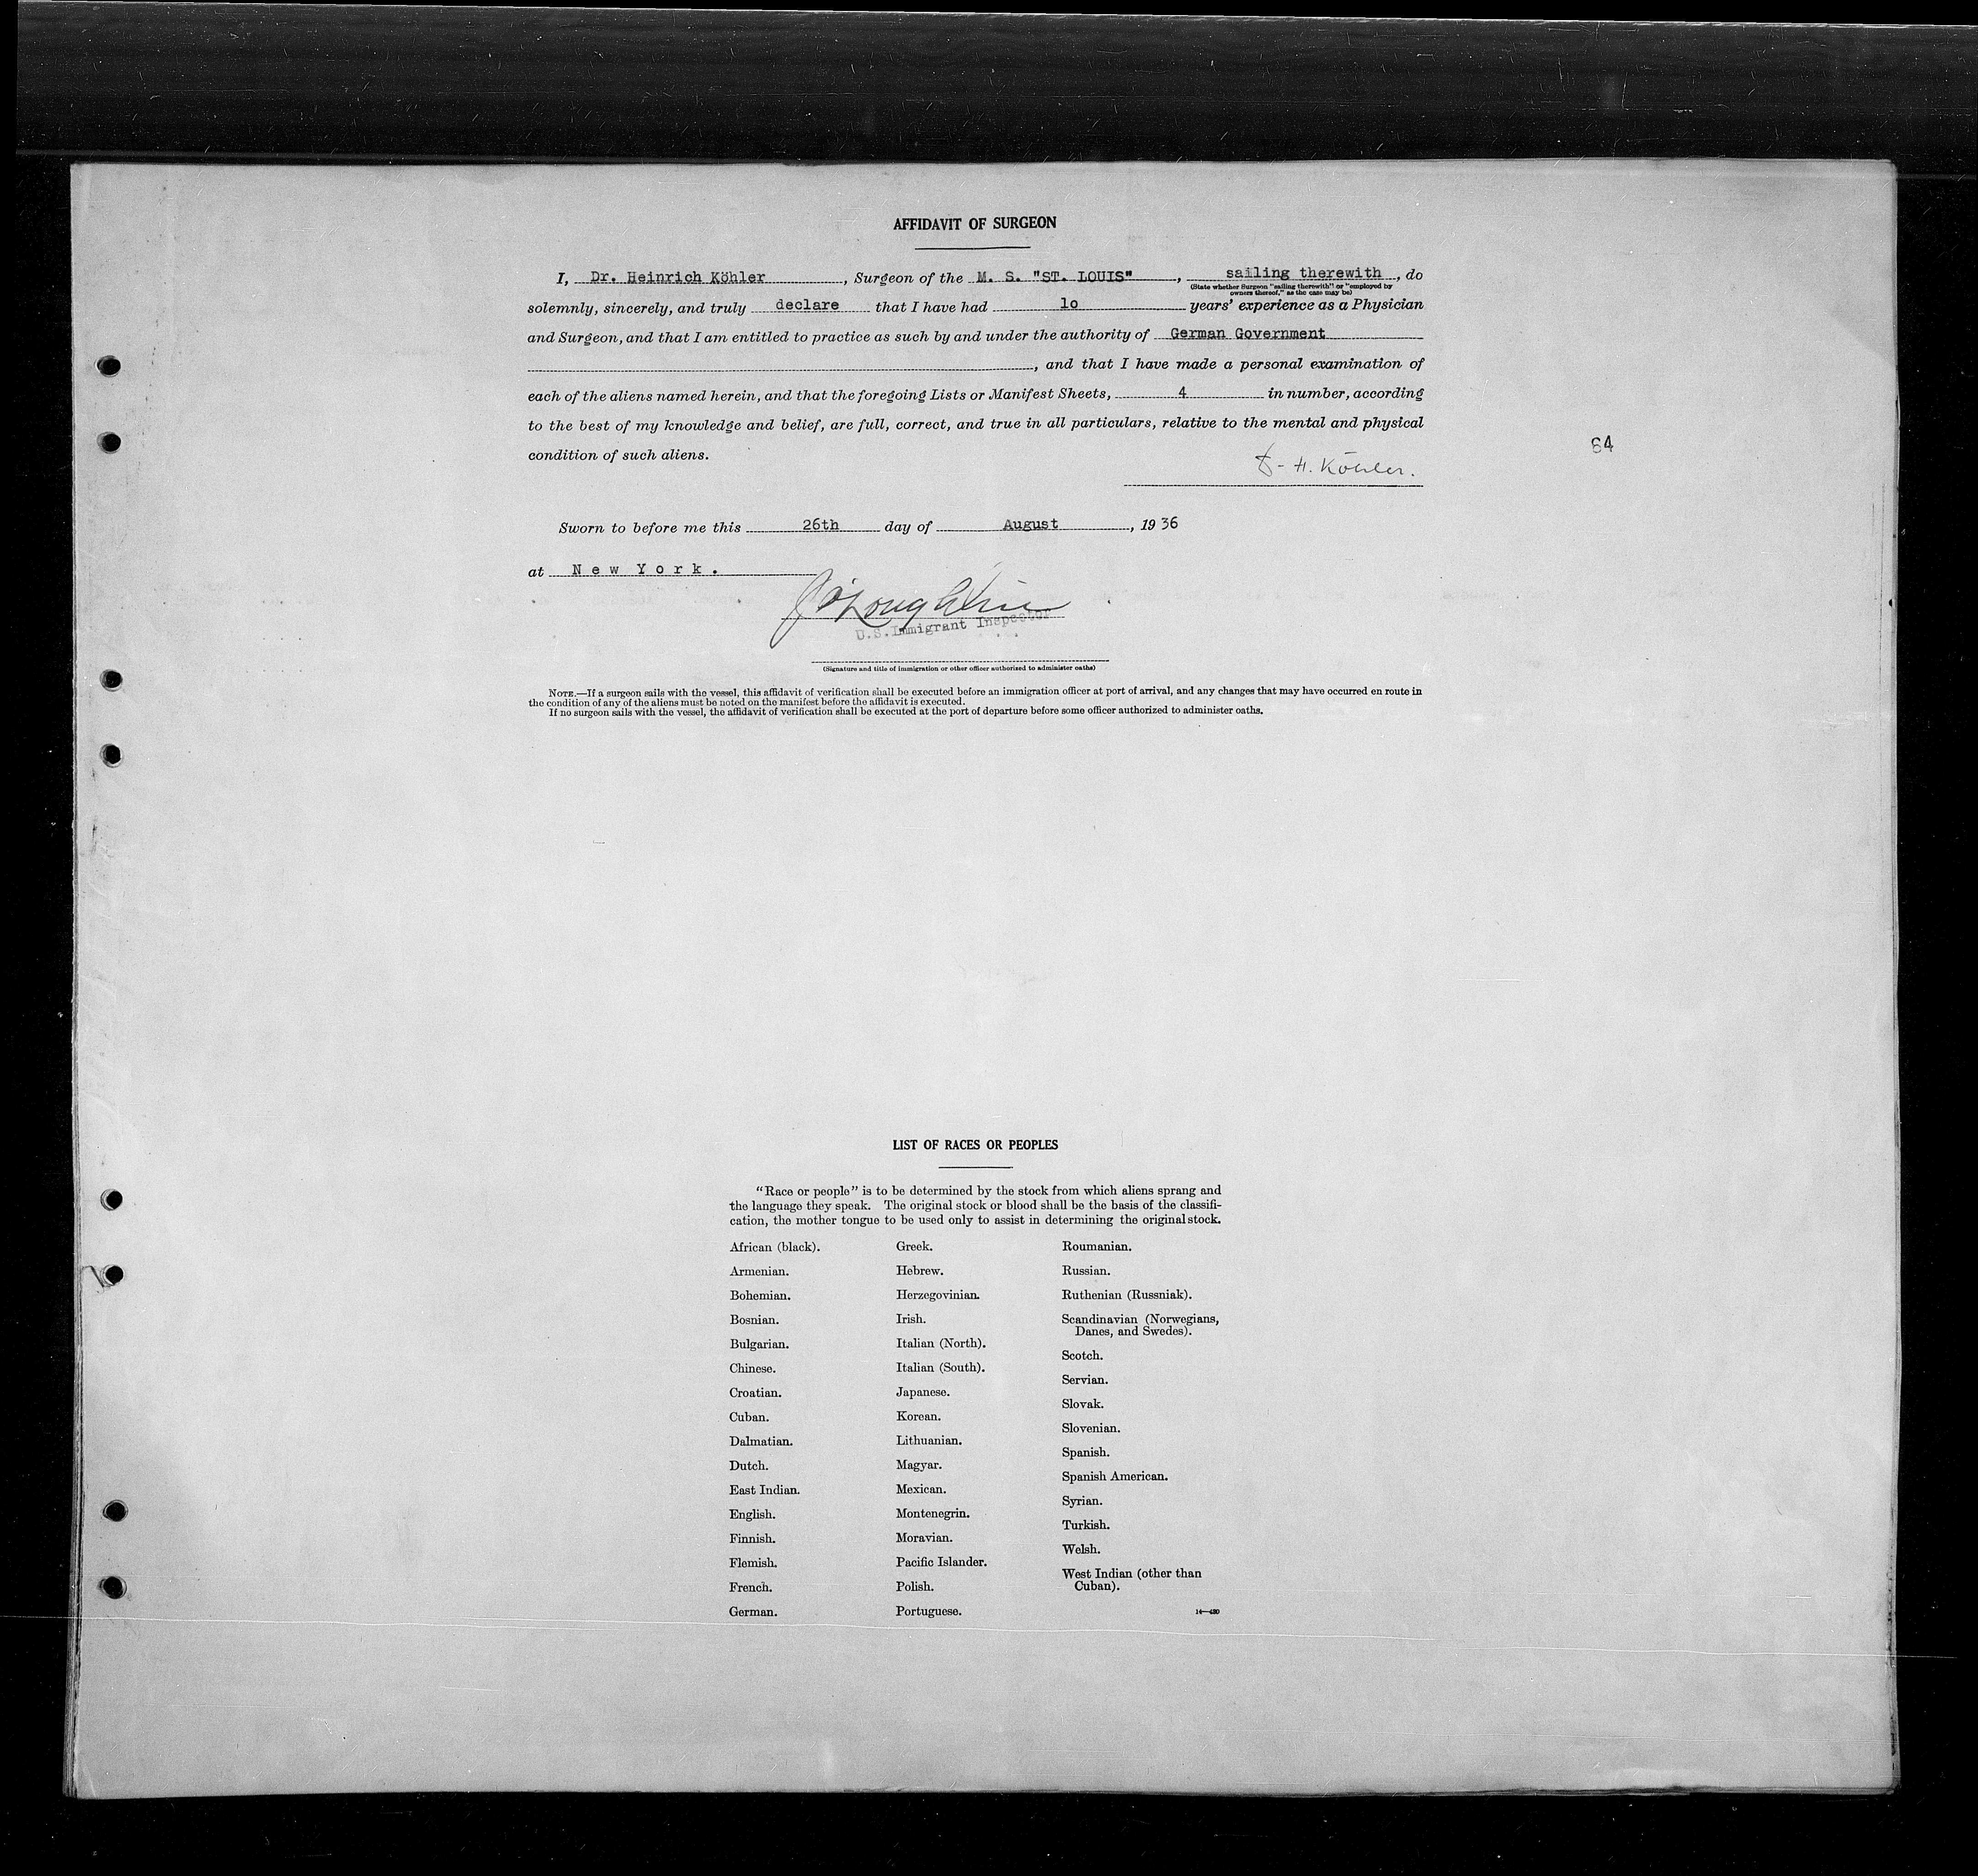 AFFIDAVIT OF SURGEON
I, Dr. Heinrich Köhler, Surgeon of the M. S. "ST. LOUIS", sailing therewith, do
(State whether Surgeon "sailing therewith" or "employed by
owners thereof," as the case may be)
solemnly, sincerely, and truly declare that I have had lo years' experience as a Physician
and Surgeon, and that I am entitled to practice as such by and under the authority of German Government
, and that I have made a personal examination of
each of the aliens named herein, and that the foregoing Lists or Manifest Sheets, 4 in number, according
to the best of my knowledge and belief, are full, correct, and true in all particulars, relative to the mental and physical
condition of such aliens.
64
H. Köhler.
Sworn to before me this 26th day of August, 1936
at New York.
J O'Loughlin
U.S. Immigrant Inspector
(Signature and title of immigration or other officer authorized to administer oaths)
NOTE.—If a surgeon sails with the vessel, this affidavit of verification shall be executed before an immigration officer at port of arrival, and any changes that may have occurred en route in
the condition of any of the aliens must be noted on the manifest before the affidavit is executed.
If no surgeon sails with the vessel, the affidavit of verification shall be executed at the port of departure before some officer authorized to administer oaths.
LIST OF RACES OR PEOPLES
"Race or people" is to be determined by the stock from which aliens sprang and
the language they speak. The original stock or blood shall be the basis of the classifi-
cation, the mother tongue to be used only to assist in determining the original stock.
African (black).
Armenian.
Bohemian.
Bosnian.
Bulgarian.
Chinese.
Croatian.
Cuban.
Dalmatian.
Dutch.
East Indian.
English.
Finnish.
Flemish.
French.
German.
Greek.
Hebrew.
Herzegovinian.
Irish.
Italian (North).
Italian (South).
Japanese.
Korean.
Lithuanian.
Magyar.
Mexican.
Montenegrin.
Moravian.
Pacific Islander.
Polish.
Portuguese.
Roumanian.
Russian.
Ruthenian (Russniak).
Scandinavian (Norwegians,
Danes, and Swedes).
Scotch.
Servian.
Slovak.
Slovenian.
Spanish.
Spanish American.
Syrian.
Turkish.
Welsh.
West Indian (other than
Cuban).